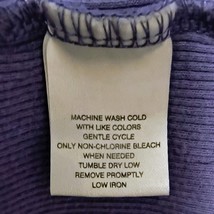 MACHINE WASH COLD
WITH LIKE COLORS
GENTLE CYCLE
ONLY NON-CHLORINE BLEACH
WHEN NEEDED
TUMBLE DRY LOW
REMOVE PROMPTLY
LOW IRON